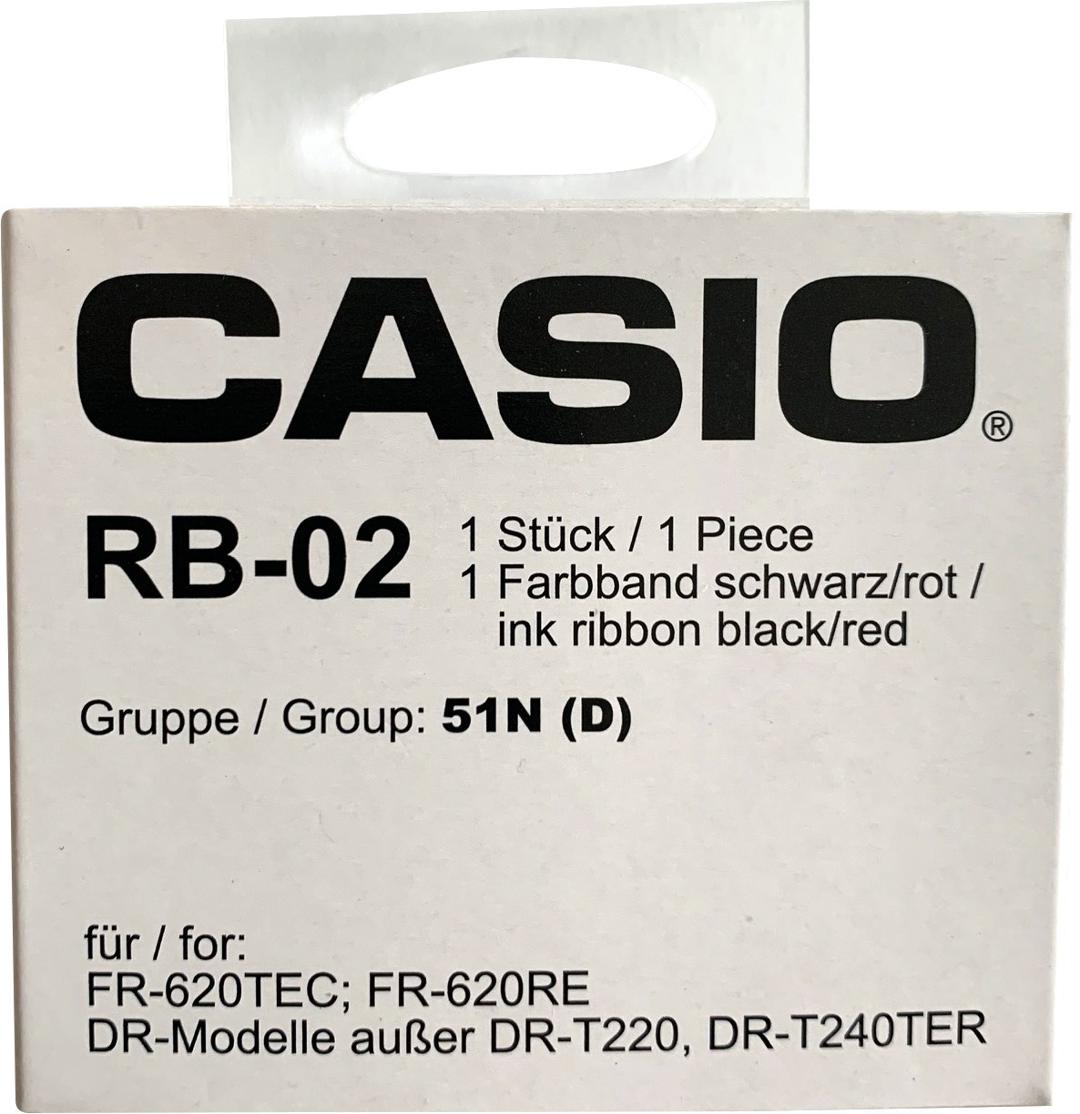 CASIO®
RB-02
1 Stück / 1 Piece
1 Farbband schwarz/rot /
ink ribbon black/red
Gruppe / Group: 51N (D)
für / for:
FR-620TEC; FR-620RE
DR-Modelle außer DR-T220, DR-T240TER